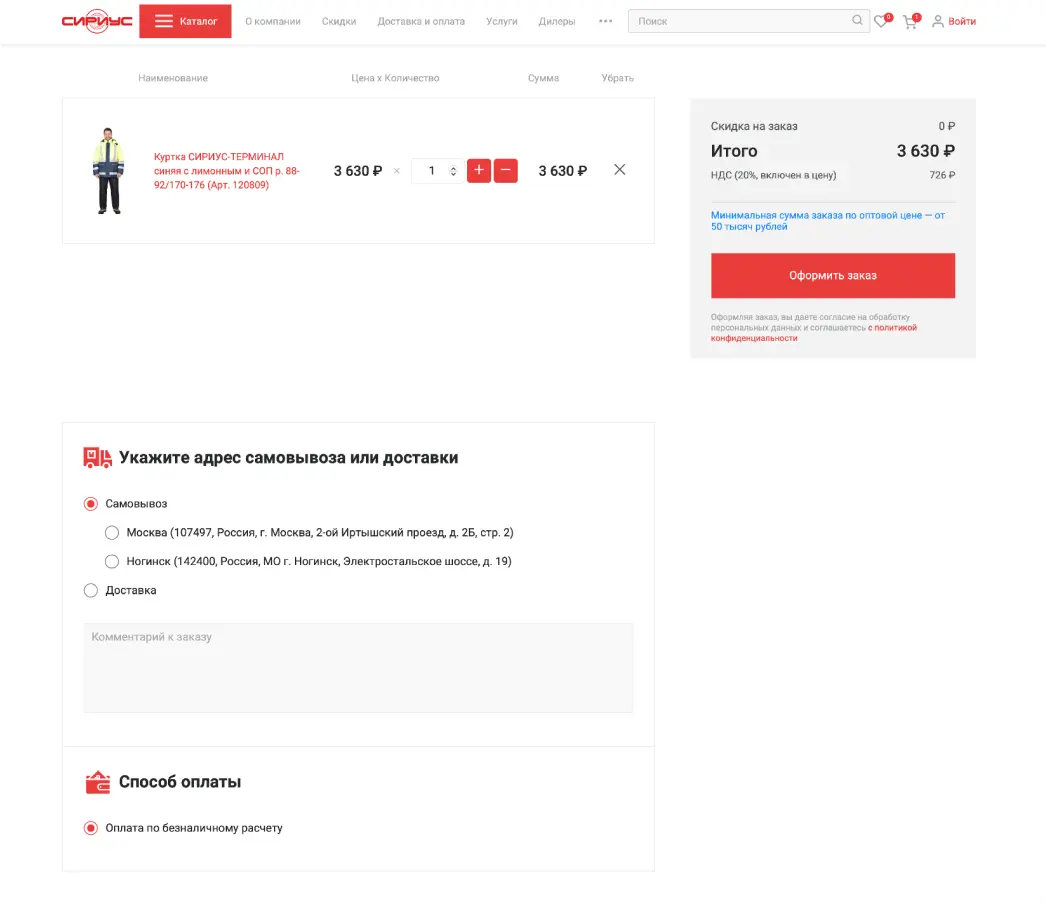 СИРИУС
Каталог
О компании
Скидки
Доставка и оплата
Услуги
Дилеры
Поиск
0
1
Войти
Наименование
Цена х Количество
Сумма
Убрать
Куртка СИРИУС-ТЕРМИНАЛ
синяя с лимонным и СОП р. 88-
92/170-176 (Арт. 120809)
3 630 ₽ × 1 + − 3 630 ₽
Скидка на заказ 0 ₽
Итого 3 630 ₽
НДС (20%, включен в цену) 726 ₽
Минимальная сумма заказа по оптовой цене — от
50 тысяч рублей
Оформить заказ
Оформляя заказ, вы даете согласие на обработку
персональных данных и соглашаетесь с политикой
конфиденциальности
Укажите адрес самовывоза или доставки
Самовывоз
Москва (107497, Россия, г. Москва, 2-ой Иртышский проезд, д. 2Б, стр. 2)
Ногинск (142400, Россия, МО г. Ногинск, Электростальское шоссе, д. 19)
Доставка
Комментарий к заказу
Способ оплаты
Оплата по безналичному расчету